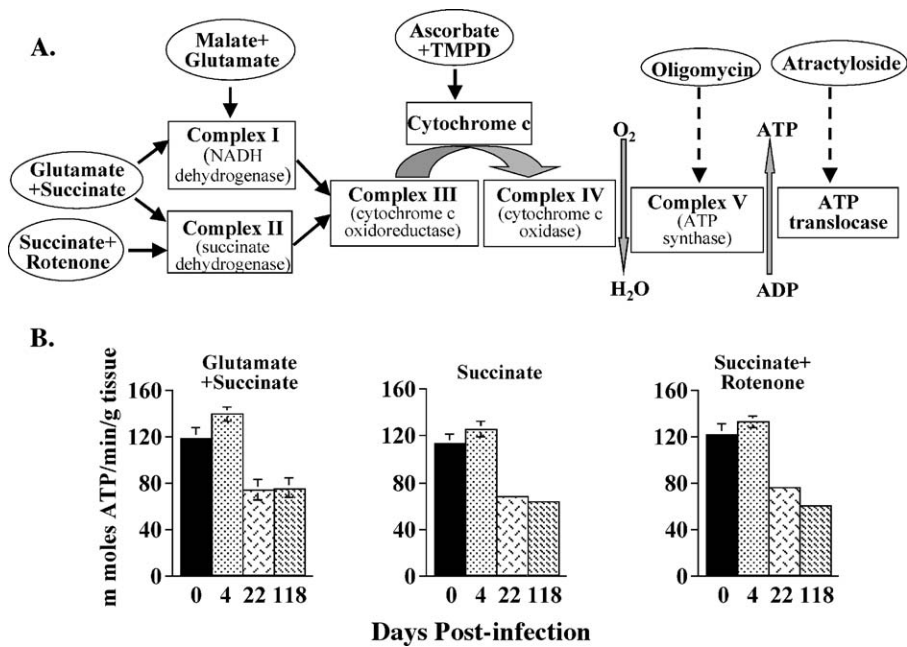 A.
Malate+
Glutamate
Ascorbate
+TMPD
Oligomycin
Atractyloside
Complex I
(NADH
dehydrogenase)
Cytochrome c
O₂
ATP
Glutamate
+Succinate
Complex III
(cytochrome c
oxidoreductase)
Complex IV
(cytochrome c
oxidase)
Complex V
(ATP
synthase)
ATP
translocase
Succinate+
Rotenone
Complex II
(succinate
dehydrogenase)
H₂O
ADP
B.
m moles ATP/min/g tissue
Glutamate
+Succinate
160
120
80
40
0
0 4 22 118
Succinate
160
120
80
40
0
0 4 22 118
Succinate+
Rotenone
160
120
80
40
0
0 4 22 118
Days Post-infection